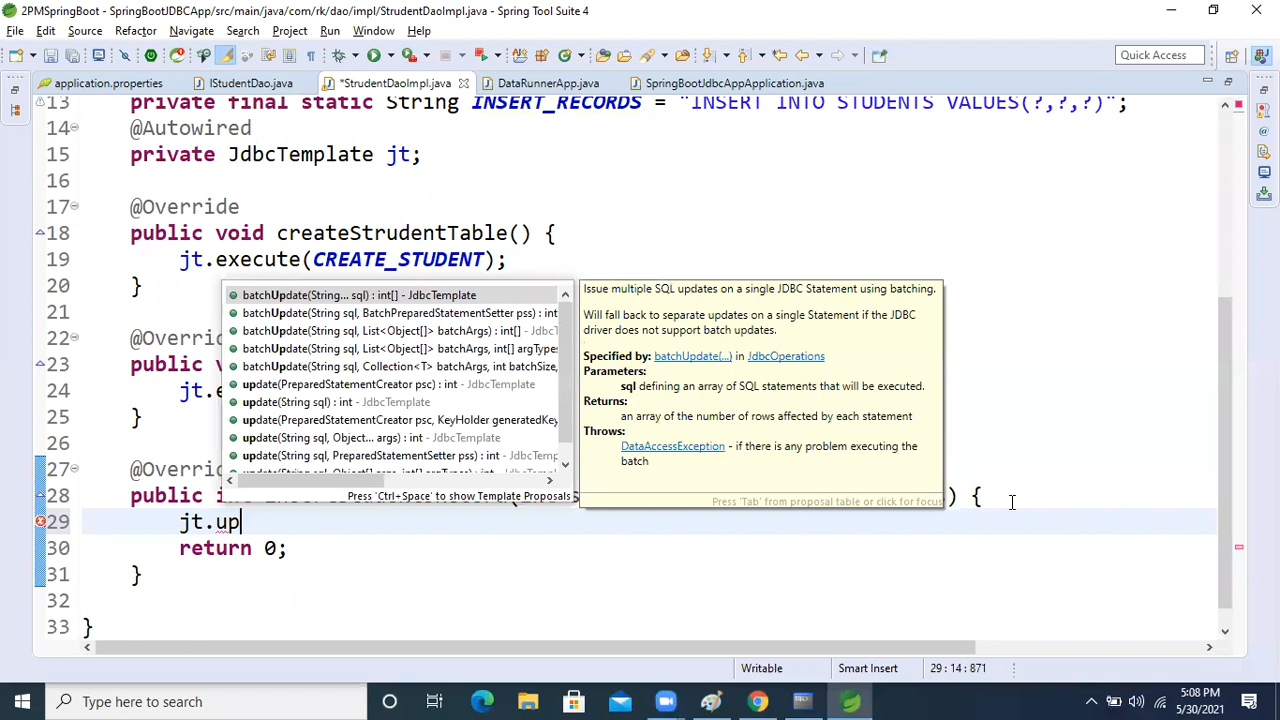 2PMSpringBoot - SpringBootJDBCApp/src/main/java/com/rk/dao/impl/StrudentDaoImpl.java - Spring Tool Suite 4
File Edit Source Refactor Navigate Search Project Run Window Help
Quick Access
application.properties IStudentDao.java *StrudentDaoImpl.java DataRunnerApp.java SpringBootJdbcAppApplication.java
13 private final static String INSERT_RECORDS = "INSERT INTO STUDENTS VALUES(?,?,?)";
14 @Autowired
15 private JdbcTemplate jt;
16
17 @Override
18 public void createStrudentTable() {
19 jt.execute(CREATE_STUDENT);
20 }
21
22 @Overrid
23 public v
24 jt.e
25 }
26
27 @Overrid
28 public ) {
29 jt.up
30 return 0;
31 }
32
33 }
batchUpdate(String... sql) : int[] - JdbcTemplate
batchUpdate(String sql, BatchPreparedStatementSetter pss) : int
batchUpdate(String sql, List<Object[]> batchArgs) : int[] - JdbcT
batchUpdate(String sql, List<Object[]> batchArgs, int[] argTypes
batchUpdate(String sql, Collection<T> batchArgs, int batchSize,
update(PreparedStatementCreator psc) : int - JdbcTemplate
update(String sql) : int - JdbcTemplate
update(PreparedStatementCreator psc, KeyHolder generatedKey
update(String sql, Object... args) : int - JdbcTemplate
update(String sql, PreparedStatementSetter pss) : int - JdbcTemp
Press 'Ctrl+Space' to show Template Proposals
Issue multiple SQL updates on a single JDBC Statement using batching.
Will fall back to separate updates on a single Statement if the JDBC
driver does not support batch updates.
Specified by: batchUpdate(...) in JdbcOperations
Parameters:
sql defining an array of SQL statements that will be executed.
Returns:
an array of the number of rows affected by each statement
Throws:
DataAccessException - if there is any problem executing the
batch
Press 'Tab' from proposal table or click for focus
Writable Smart Insert 29 : 14 : 871
Type here to search
5:08 PM
5/30/2021